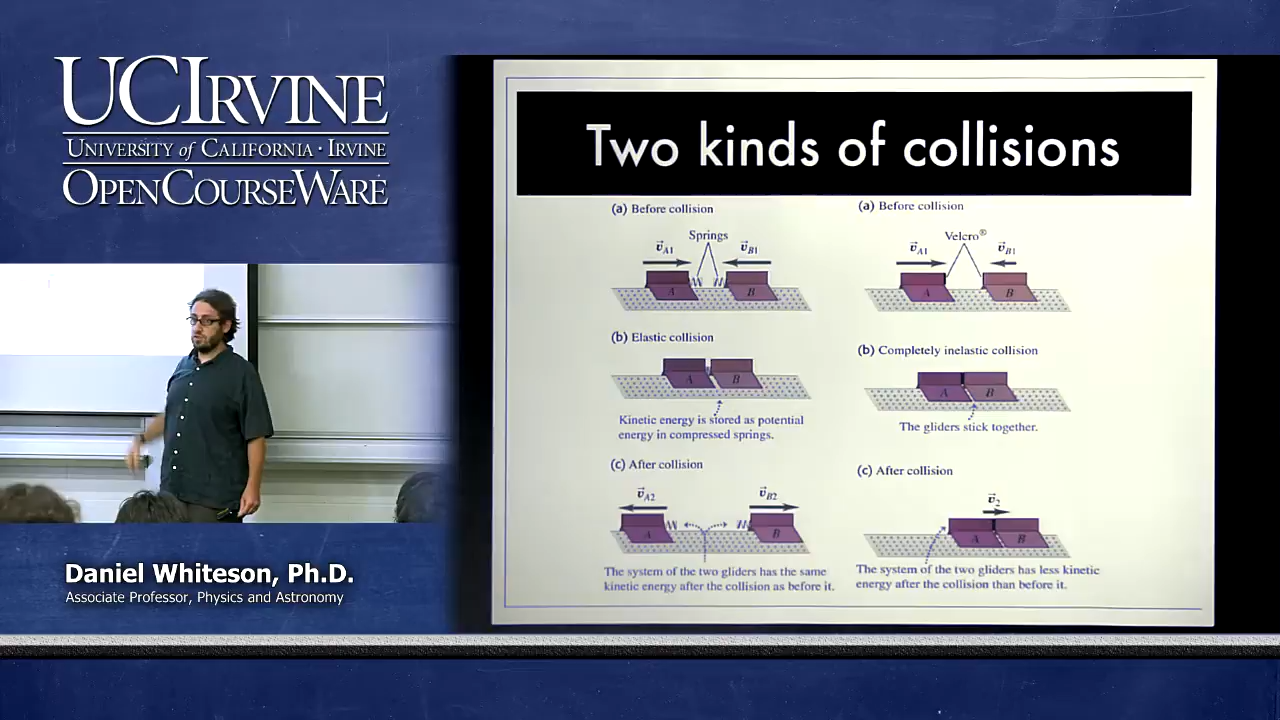 UCIRVINE
UNIVERSITY of CALIFORNIA · IRVINE
OPENCOURSEWARE
Daniel Whiteson, Ph.D.
Associate Professor, Physics and Astronomy
Two kinds of collisions
(a) Before collision
Springs
v⃗A1
v⃗B1
A
B
(b) Elastic collision
A
B
Kinetic energy is stored as potential
energy in compressed springs.
(c) After collision
v⃗A2
v⃗B2
A
B
The system of the two gliders has the same
kinetic energy after the collision as before it.
(a) Before collision
Velcro®
v⃗A1
v⃗B1
A
B
(b) Completely inelastic collision
A
B
The gliders stick together.
(c) After collision
v⃗2
A
B
The system of the two gliders has less kinetic
energy after the collision than before it.